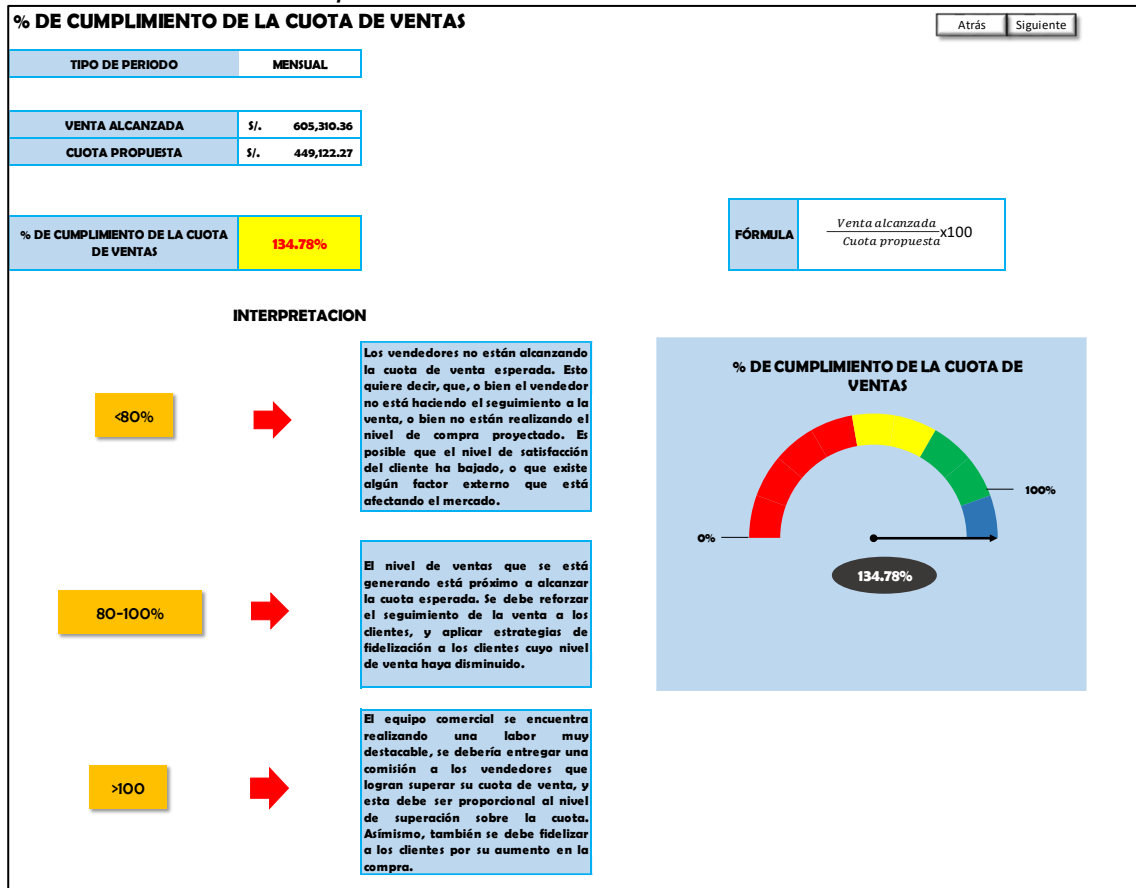 % DE CUMPLIMIENTO DE LA CUOTA DE VENTAS
Atrás
Siguiente
TIPO DE PERIODO MENSUAL
VENTA ALCANZADA S/. 605,310.36
CUOTA PROPUESTA S/. 449,122.27
% DE CUMPLIMIENTO DE LA CUOTA
DE VENTAS
134.78%
FÓRMULA
Venta alcanzada
Cuota propuesta
x100
INTERPRETACION
<80%
Los vendedores no están alcanzando
la cuota de venta esperada. Esto
quiere decir, que, o bien el vendedor
no está haciendo el seguimiento a la
venta, o bien no están realizando el
nivel de compra proyectado. Es
posible que el nivel de satisfacción
del cliente ha bajado, o que existe
algún factor externo que está
afectando el mercado.
80-100%
El nivel de ventas que se está
generando está próximo a alcanzar
la cuota esperada. Se debe reforzar
el seguimiento de la venta a los
clientes, y aplicar estrategias de
fidelización a los clientes cuyo nivel
de venta haya disminuido.
>100
El equipo comercial se encuentra
realizando una labor muy
destacable, se debería entregar una
comisión a los vendedores que
logran superar su cuota de venta, y
esta debe ser proporcional al nivel
de superación sobre la cuota.
Asímismo, también se debe fidelizar
a los clientes por su aumento en la
compra.
% DE CUMPLIMIENTO DE LA CUOTA DE
VENTAS
100%
0%
134.78%